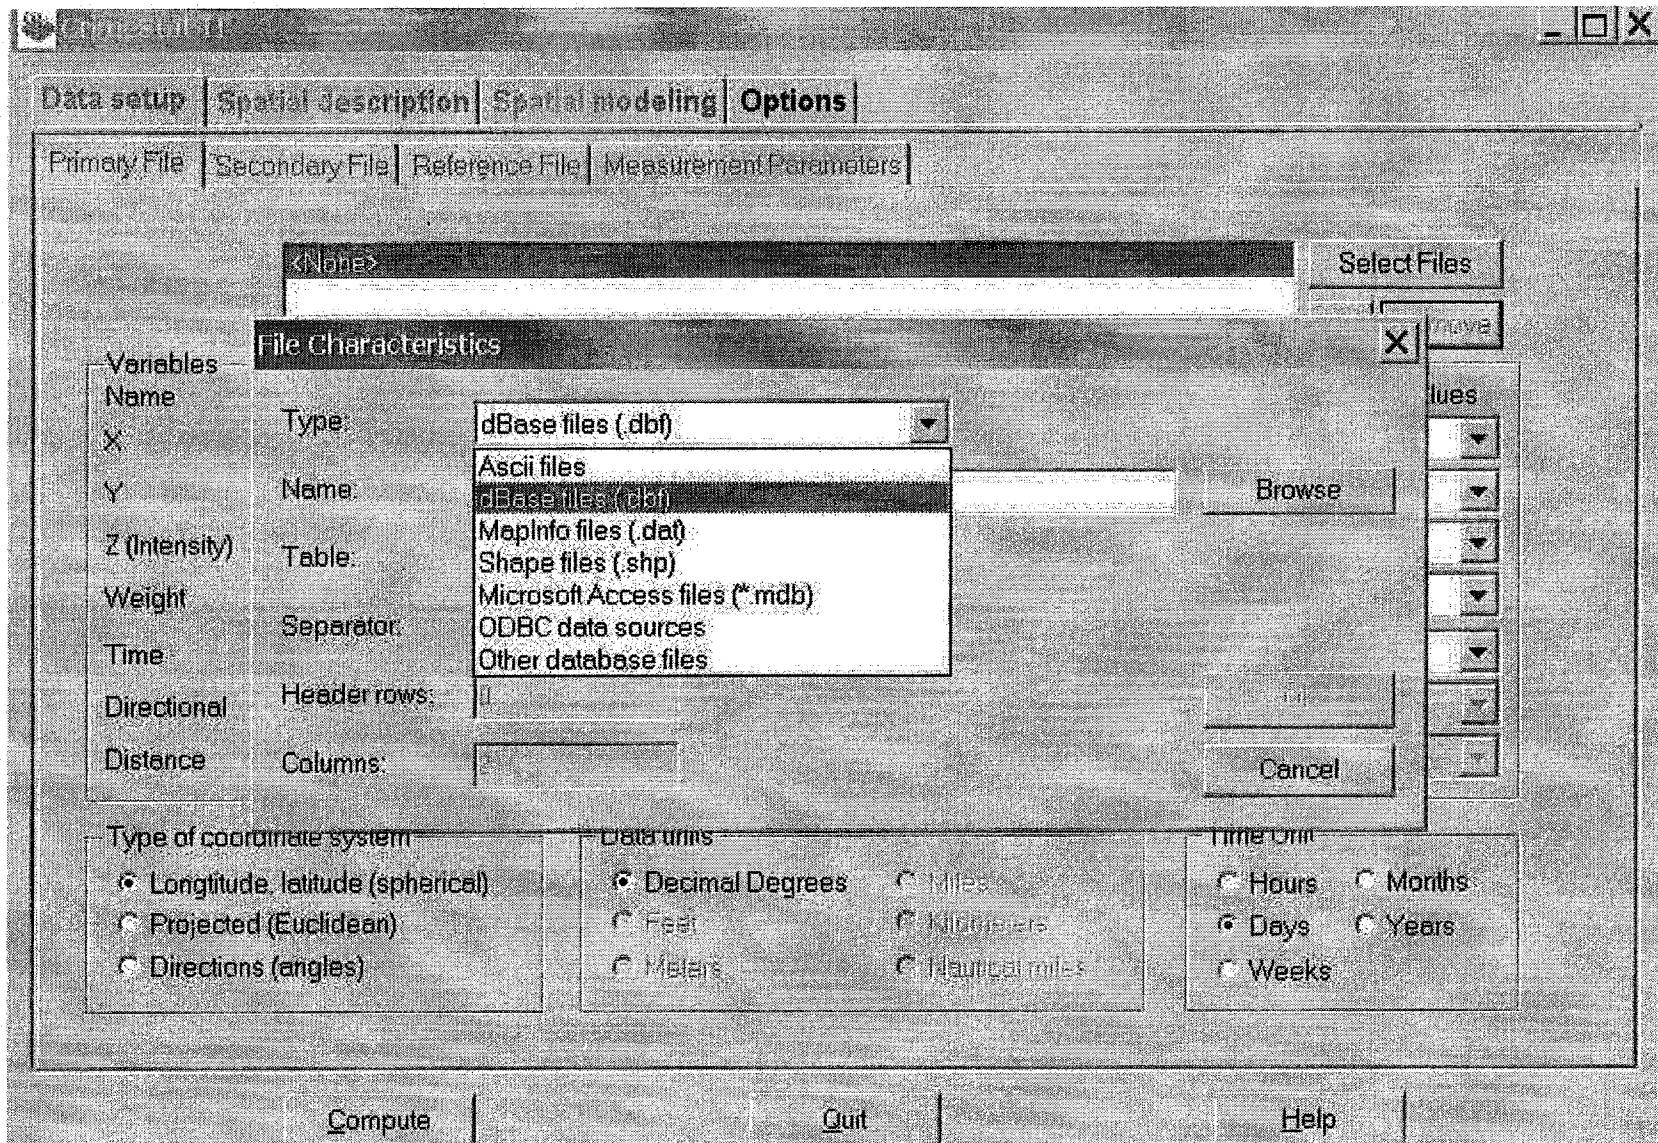 CrimeStat II
Data setup Spatial description Spatial modeling Options
Primary File Secondary File Reference File Measurement Parameters
<None>
Select Files
File Characteristics
Variables
Name
X
Y
Z (Intensity)
Weight
Time
Directional
Distance
Type: dBase files (.dbf)
Ascii files
dBase files (.dbf)
MapInfo files (.dat)
Shape files (.shp)
Microsoft Access files (*.mdb)
ODBC data sources
Other database files
Name: Browse
Table:
Separator:
Header rows: 0
Columns:
Cancel
Type of coordinate system
Longtitude, latitude (spherical)
Projected (Euclidean)
Directions (angles)
Data units
Decimal Degrees Miles
Feet Kilometers
Meters Nautical miles
Time Unit
Hours Months
Days Years
Weeks
Compute Quit Help